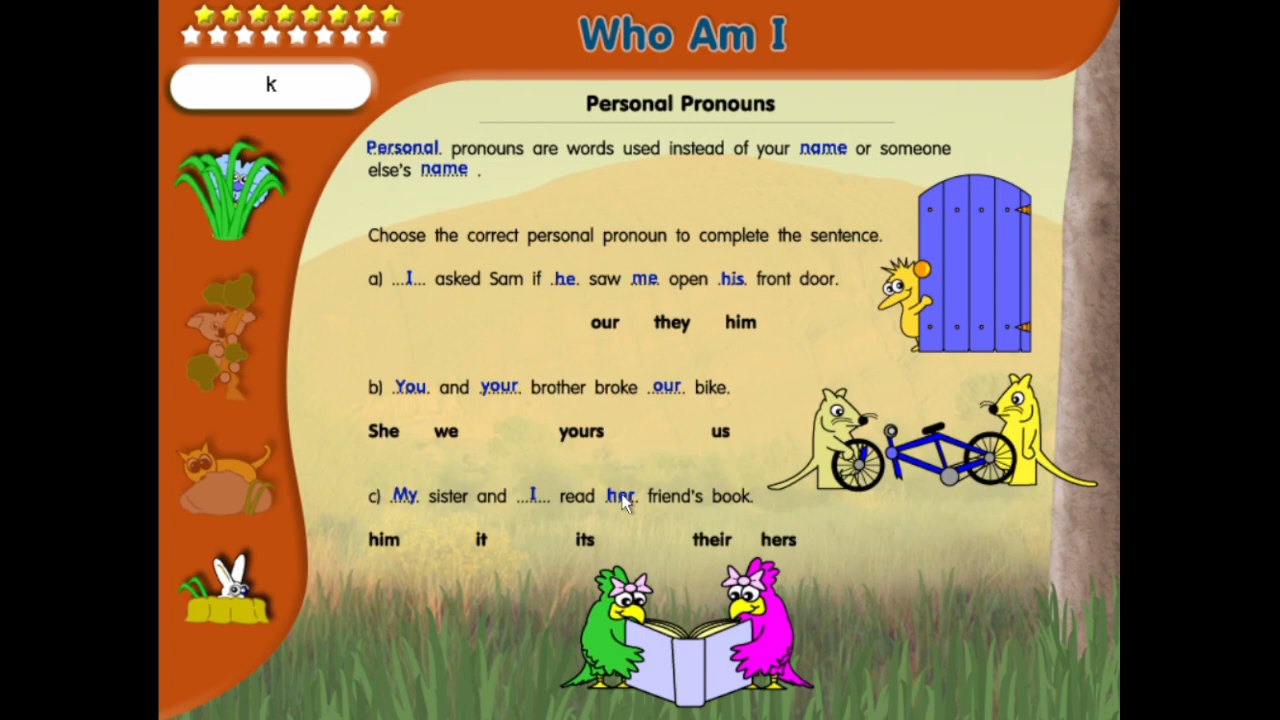 Who Am I
k
Personal Pronouns
Personal pronouns are words used instead of your name or someone
else's name .
Choose the correct personal pronoun to complete the sentence.
a) ...I... asked Sam if .he. saw me open .his. front door.
our they him
b) .You. and .your. brother broke .our. bike.
She we yours us
c) .My. sister and ...I... read .her. friend's book.
him it its their hers